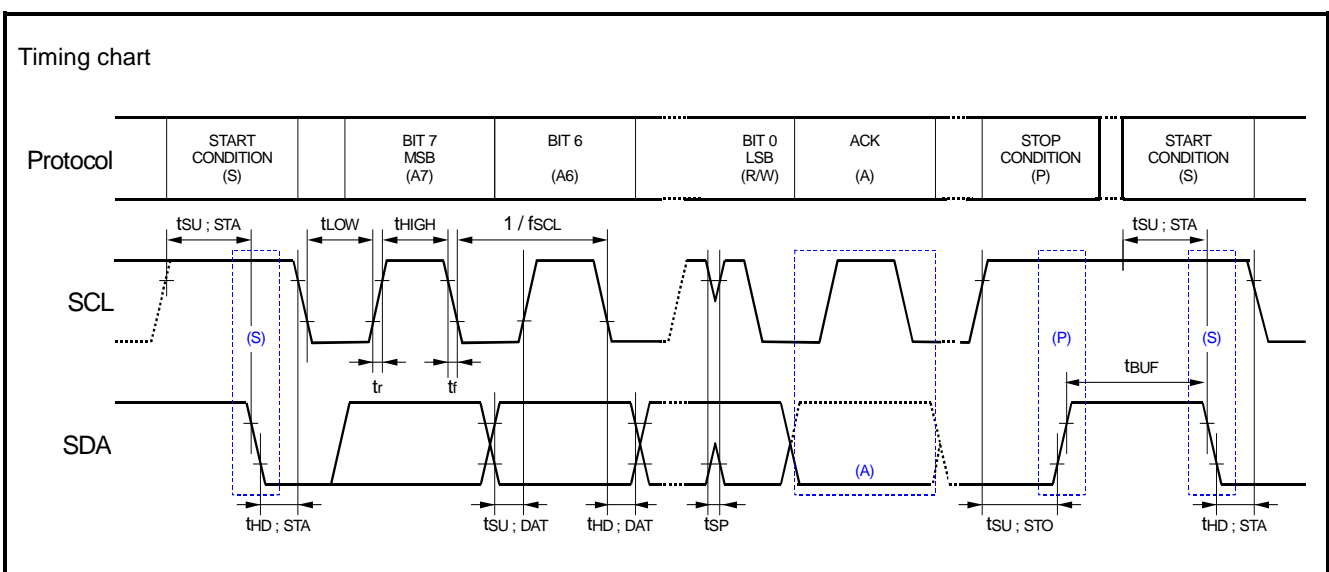 Timing chart
Protocol
START
CONDITION
(S)
BIT 7
MSB
(A7)
BIT 6
(A6)
BIT 0
LSB
(R/W)
ACK
(A)
STOP
CONDITION
(P)
START
CONDITION
(S)
tSU ; STA
tLOW
tHIGH
1 / fSCL
tSU ; STA
SCL
(S)
(P)
(S)
tr
tf
tBUF
SDA
(A)
tHD ; STA
tSU ; DAT
tHD ; DAT
tSP
tSU ; STO
tHD ; STA